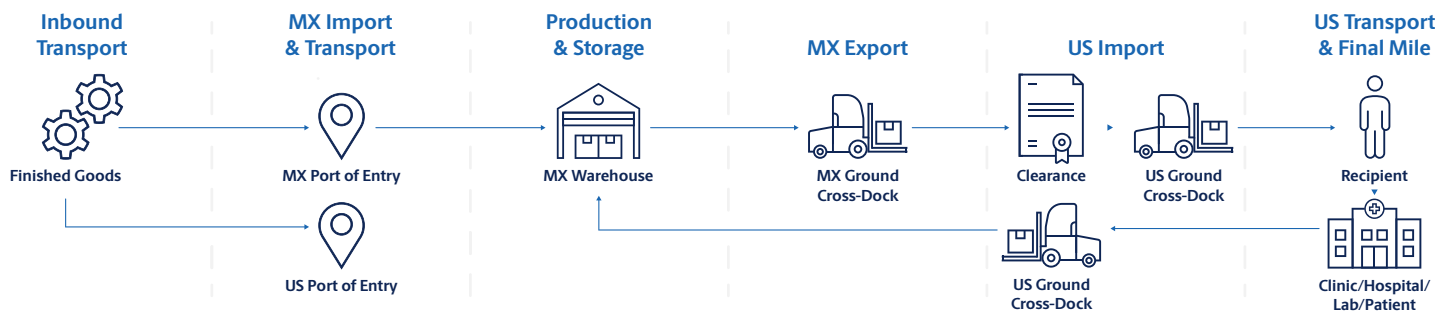 Inbound
Transport
MX Import
& Transport
Production
& Storage
MX Export
US Import
US Transport
& Final Mile
Finished Goods
MX Port of Entry
MX Warehouse
MX Ground
Cross-Dock
Clearance
US Ground
Cross-Dock
Recipient
US Port of Entry
US Ground
Cross-Dock
Clinic/Hospital/
Lab/Patient